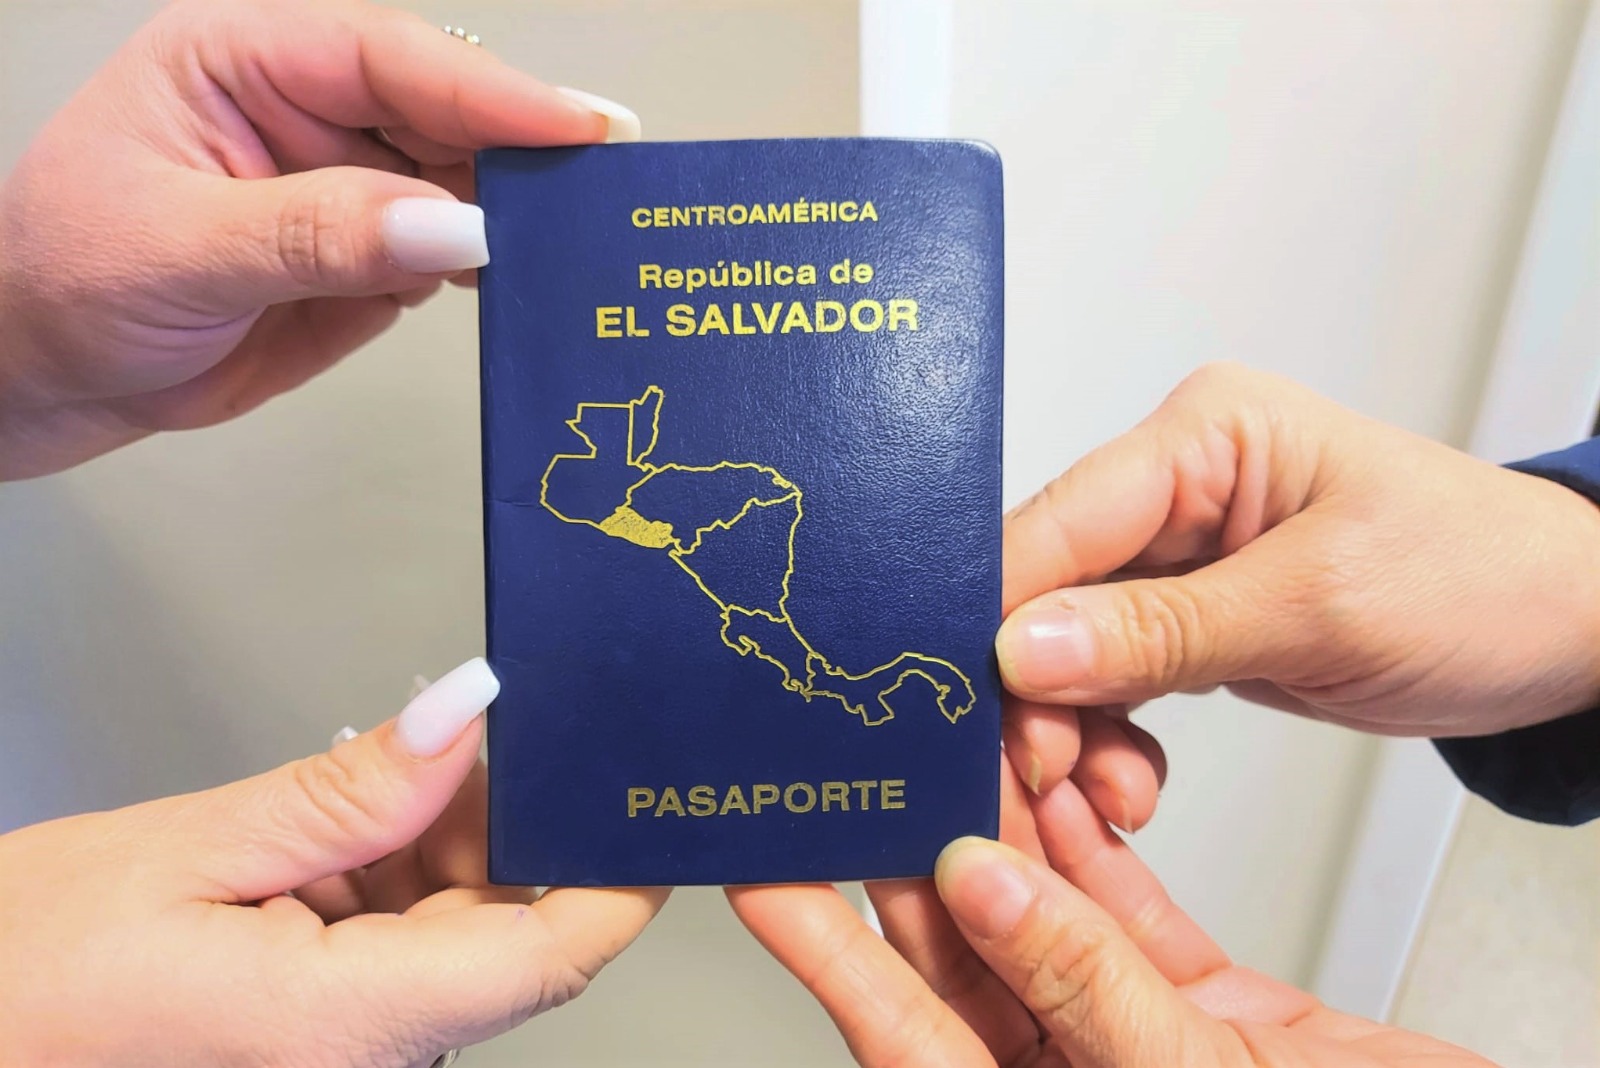 CENTROAMÉRICA
República de
EL SALVADOR
PASAPORTE